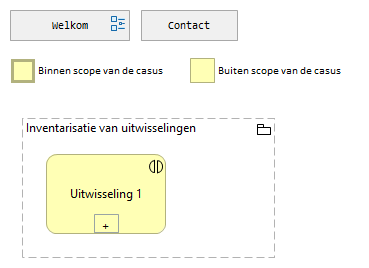 Welkom
Contact
Binnen scope van de casus
Buiten scope van de casus
Inventarisatie van uitwisselingen
Uitwisseling 1
+